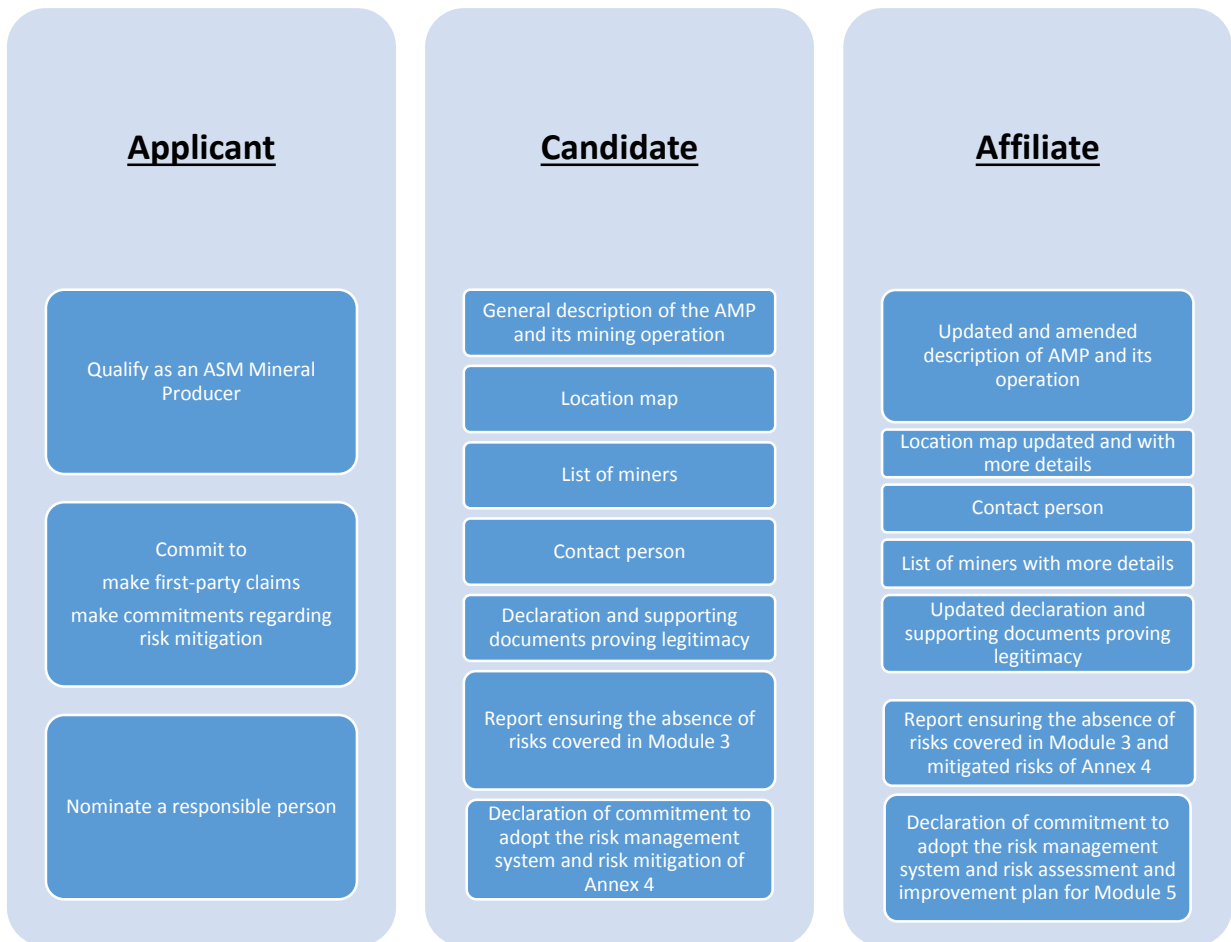 Applicant
Qualify as an ASM Mineral
Producer
Commit to
make first-party claims
make commitments regarding
risk mitigation
Nominate a responsible person
Candidate
General description of the AMP
and its mining operation
Location map
List of miners
Contact person
Declaration and supporting
documents proving legitimacy
Report ensuring the absence of
risks covered in Module 3
Declaration of commitment to
adopt the risk management
system and risk mitigation of
Annex 4
Affiliate
Updated and amended
description of AMP and its
operation
Location map updated and with
more details
Contact person
List of miners with more details
Updated declaration and
supporting documents proving
legitimacy
Report ensuring the absence of
risks covered in Module 3 and
mitigated risks of Annex 4
Declaration of commitment to
adopt the risk management
system and risk assessment and
improvement plan for Module 5